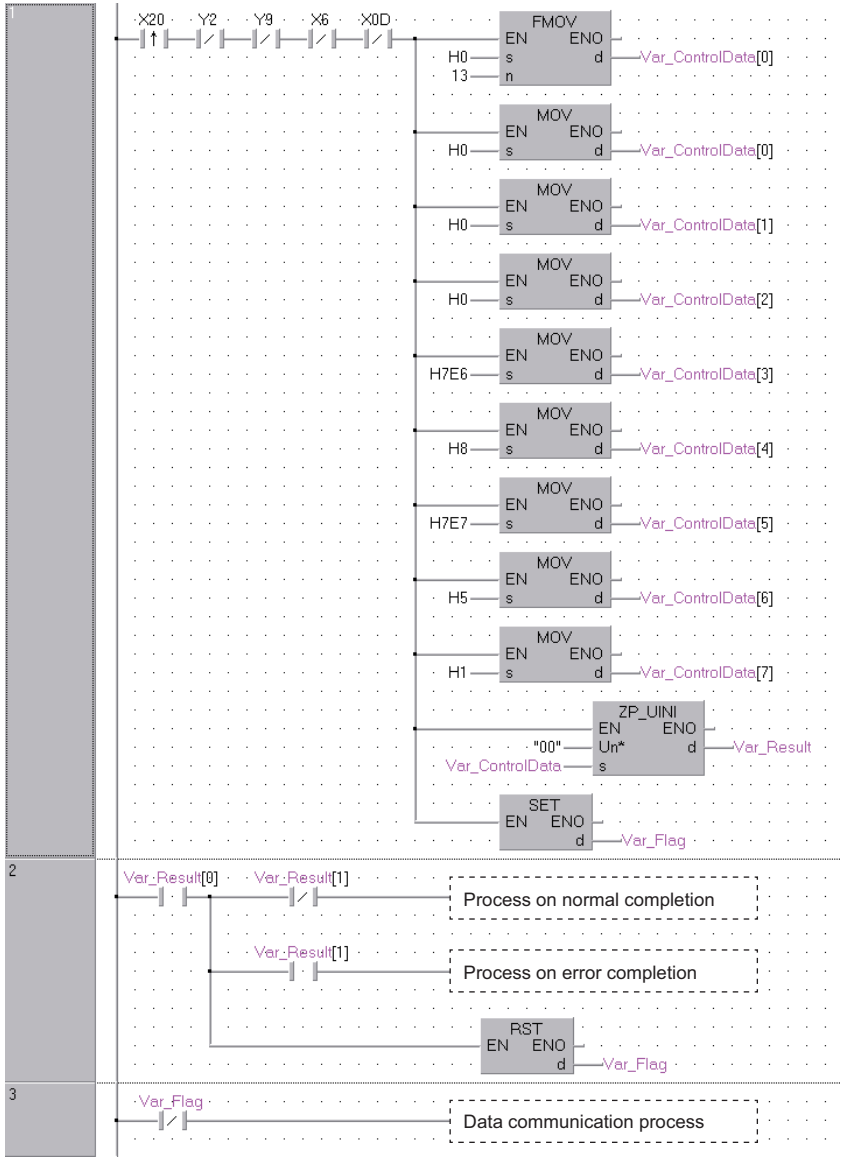 1
X20 Y2 Y9 X6 X0D
FMOV
EN ENO
H0 s d Var_ControlData[0]
13 n
MOV
EN ENO
H0 s d Var_ControlData[0]
MOV
EN ENO
H0 s d Var_ControlData[1]
MOV
EN ENO
H0 s d Var_ControlData[2]
MOV
EN ENO
H7E6 s d Var_ControlData[3]
MOV
EN ENO
H8 s d Var_ControlData[4]
MOV
EN ENO
H7E7 s d Var_ControlData[5]
MOV
EN ENO
H5 s d Var_ControlData[6]
MOV
EN ENO
H1 s d Var_ControlData[7]
ZP_UINI
EN ENO
"00" Un* d Var_Result
Var_ControlData s
SET
EN ENO
d Var_Flag
2
Var_Result[0] Var_Result[1]
Process on normal completion
Var_Result[1]
Process on error completion
RST
EN ENO
d Var_Flag
3
Var_Flag
Data communication process